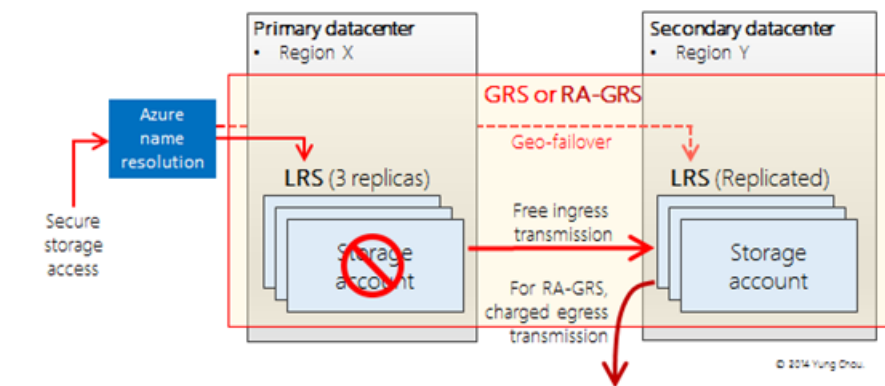 Primary datacenter
• Region X
Secondary datacenter
• Region Y
GRS or RA-GRS
Azure
name
resolution
Geo-failover
LRS (3 replicas)
LRS (Replicated)
Secure
storage
access
Free ingress
transmission
Storage
account
Storage
account
For RA-GRS,
charged egress
transmission
© 2014 Yung Chou.